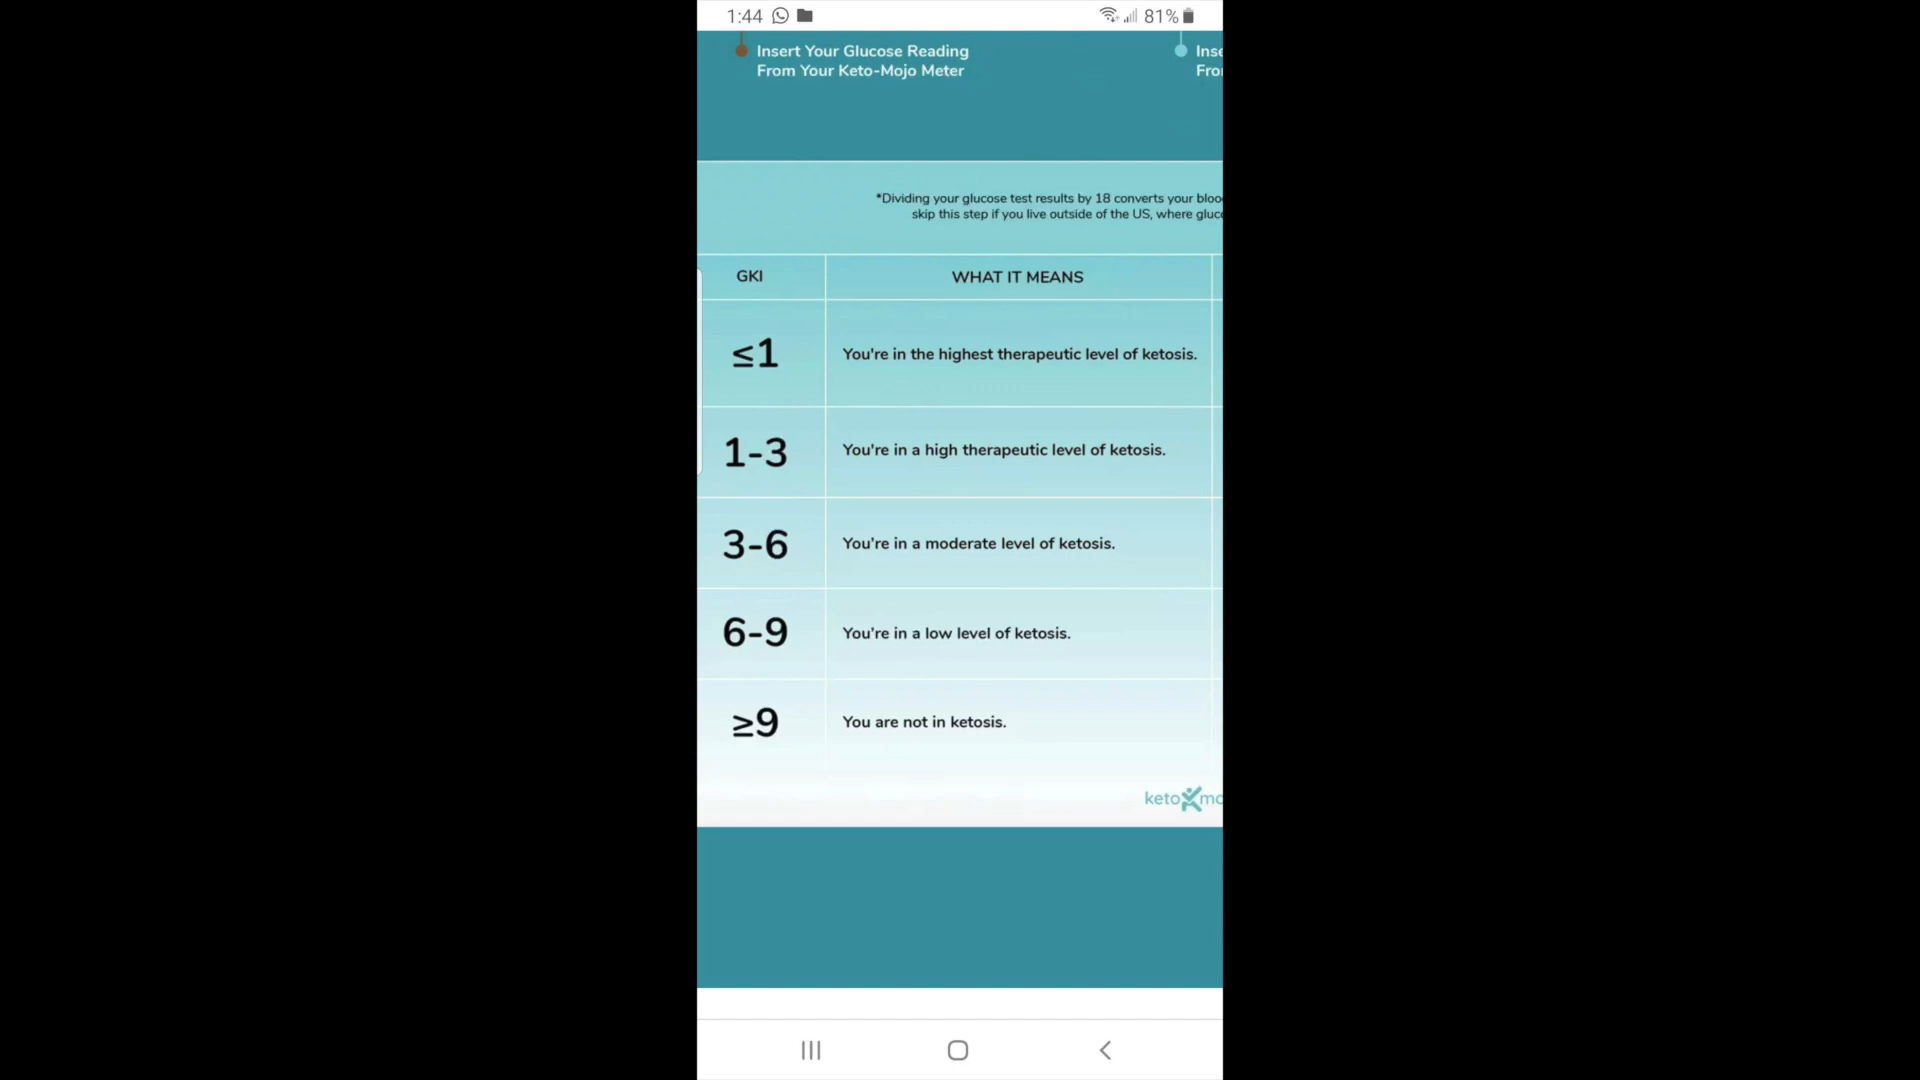 1:44 81%
Insert Your Glucose Reading
From Your Keto-Mojo Meter
*Dividing your glucose test results by 18 converts your
skip this step if you live outside of the US, where
GKI WHAT IT MEANS
≤1 You're in the highest therapeutic level of ketosis.
1-3 You're in a high therapeutic level of ketosis.
3-6 You're in a moderate level of ketosis.
6-9 You're in a low level of ketosis.
≥9 You are not in ketosis.
keto